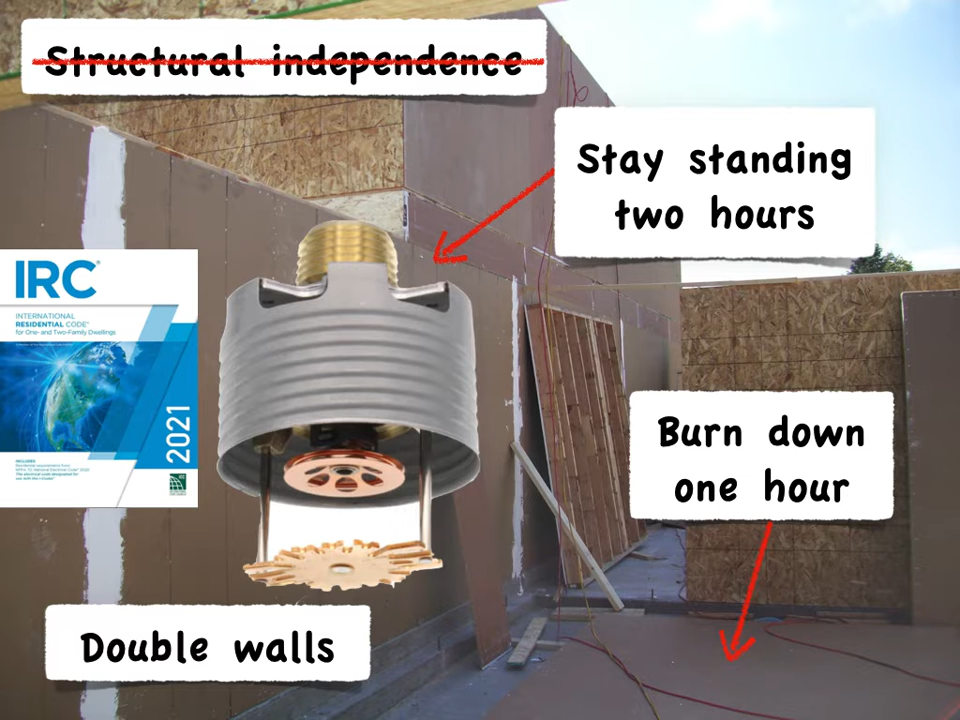 Structural independence
Stay standing
two hours
IRC®
INTERNATIONAL
RESIDENTIAL CODE®
for One- and Two-Family Dwellings
Burn down
one hour
2021
Double walls